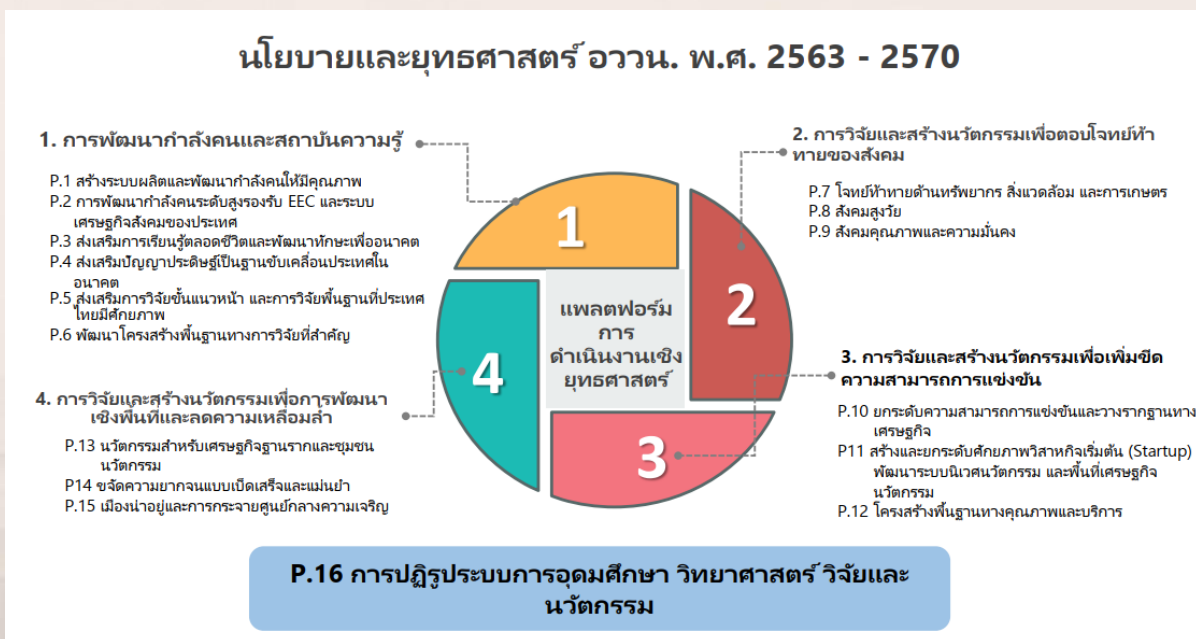 นโยบายและยุทธศาสตร์ อววน. พ.ศ. 2563 - 2570
1. การพัฒนากำลังคนและสถาบันความรู้
P.1 สร้างระบบผลิตและพัฒนากำลังคนให้มีคุณภาพ
P.2 การพัฒนากำลังคนระดับสูงรองรับ EEC และระบบ
เศรษฐกิจสังคมของประเทศ
P.3 ส่งเสริมการเรียนรู้ตลอดชีวิตและพัฒนาทักษะเพื่ออนาคต
P.4 ส่งเสริมปัญญาประดิษฐ์เป็นฐานขับเคลื่อนประเทศใน
อนาคต
P.5 ส่งเสริมการวิจัยขั้นแนวหน้า และการวิจัยพื้นฐานที่ประเทศ
ไทยมีศักยภาพ
P.6 พัฒนาโครงสร้างพื้นฐานทางการวิจัยที่สำคัญ
2. การวิจัยและสร้างนวัตกรรมเพื่อตอบโจทย์ท้า
ทายของสังคม
P.7 โจทย์ท้าทายด้านทรัพยากร สิ่งแวดล้อม และการเกษตร
P.8 สังคมสูงวัย
P.9 สังคมคุณภาพและความมั่นคง
1
2
3
4
แพลตฟอร์ม
การ
ดำเนินงานเชิง
ยุทธศาสตร์
3. การวิจัยและสร้างนวัตกรรมเพื่อเพิ่มขีด
ความสามารถการแข่งขัน
P.10 ยกระดับความสามารถการแข่งขันและวางรากฐานทาง
เศรษฐกิจ
P11 สร้างและยกระดับศักยภาพวิสาหกิจเริ่มต้น (Startup)
พัฒนาระบบนิเวศนวัตกรรม และพื้นที่เศรษฐกิจ
นวัตกรรม
P.12 โครงสร้างพื้นฐานทางคุณภาพและบริการ
4. การวิจัยและสร้างนวัตกรรมเพื่อการพัฒนา
เชิงพื้นที่และลดความเหลื่อมล้ำ
P.13 นวัตกรรมสำหรับเศรษฐกิจฐานรากและชุมชน
นวัตกรรม
P14 ขจัดความยากจนแบบเบ็ดเสร็จและแม่นยำ
P.15 เมืองน่าอยู่และการกระจายศูนย์กลางความเจริญ
P.16 การปฏิรูประบบการอุดมศึกษา วิทยาศาสตร์ วิจัยและ
นวัตกรรม